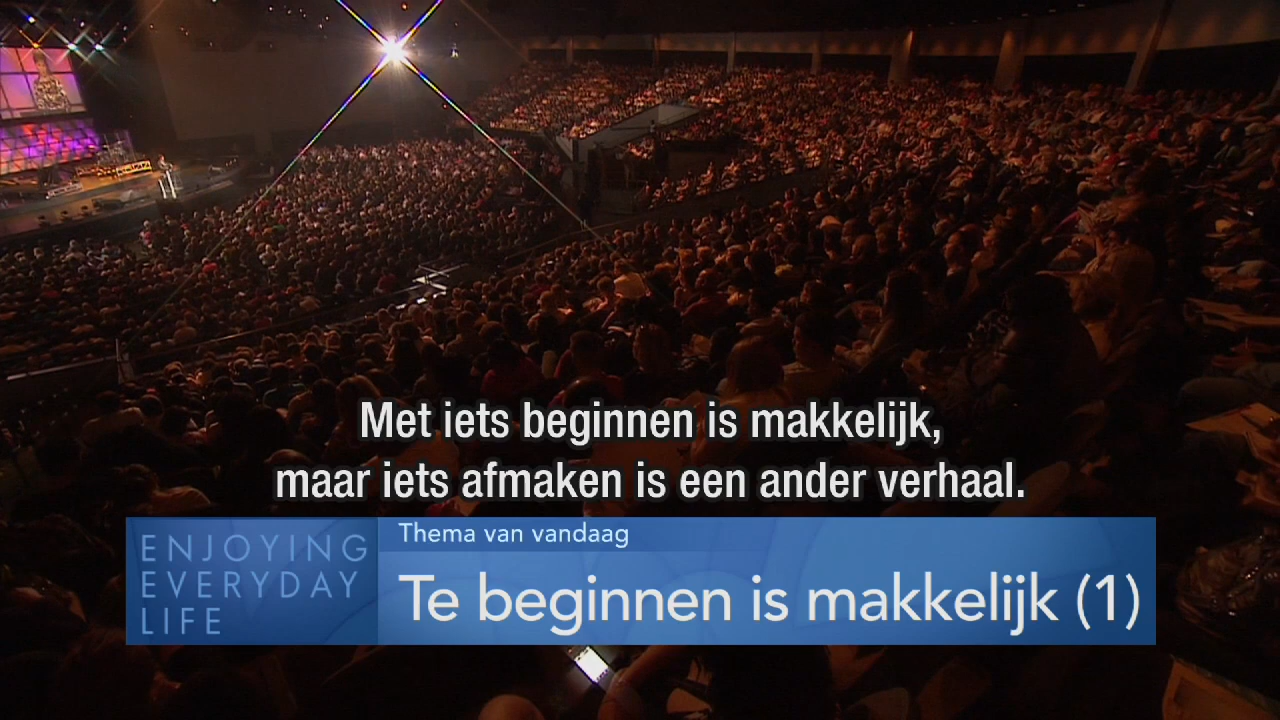 Met iets beginnen is makkelijk,
maar iets afmaken is een ander verhaal.
ENJOYING
EVERYDAY
LIFE
Thema van vandaag
Te beginnen is makkelijk (1)